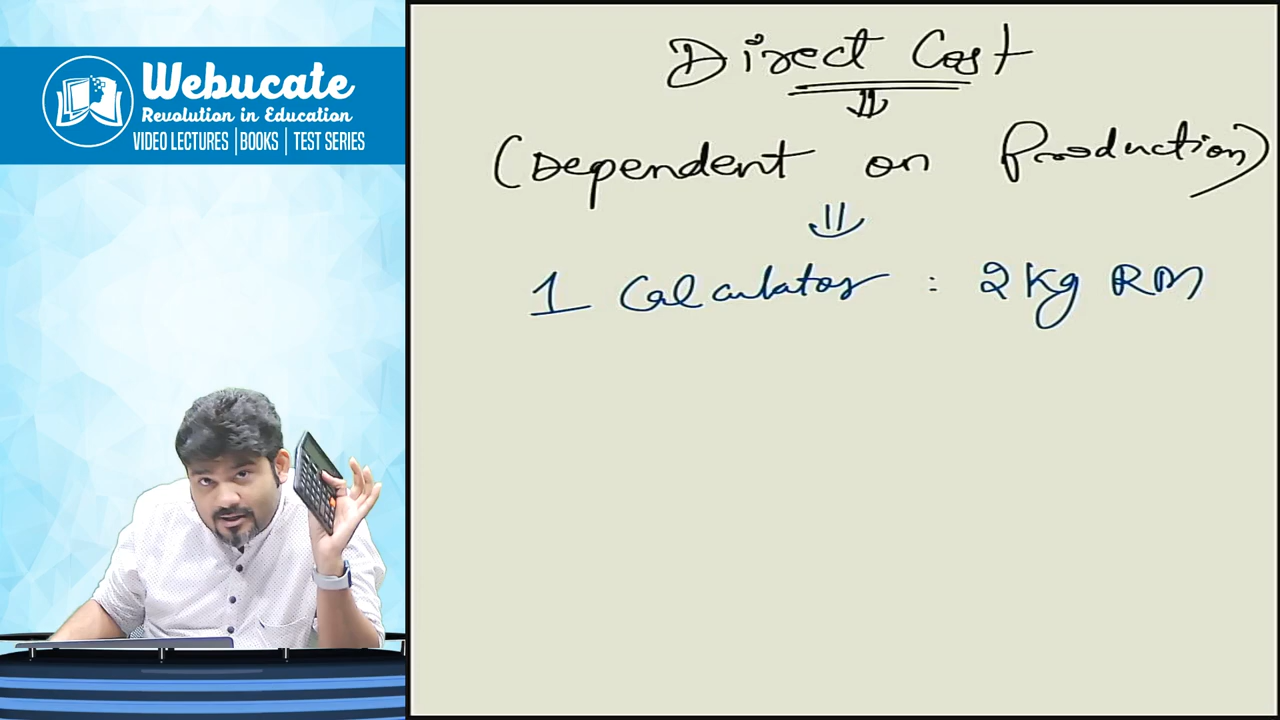 Webucate
Revolution in Education
VIDEO LECTURES | BOOKS | TEST SERIES
Direct Cost
(Dependent on Production)
1 Calculator : 2 Kg RM